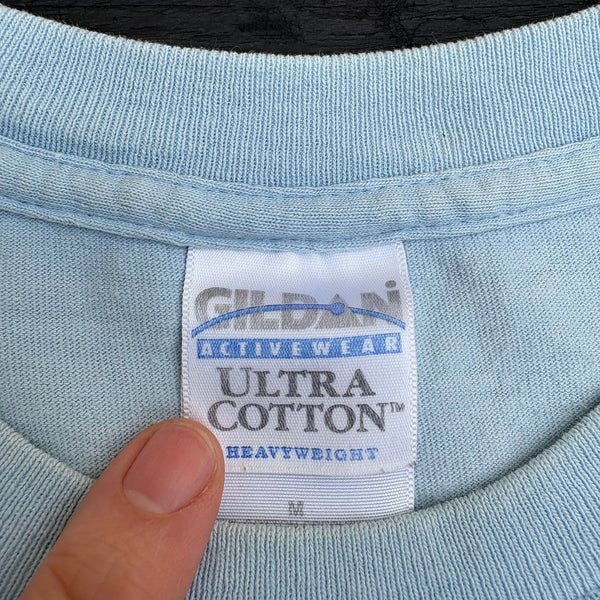 GILDAN
ACTIVEWEAR
ULTRA
COTTON™
HEAVYWEIGHT
M